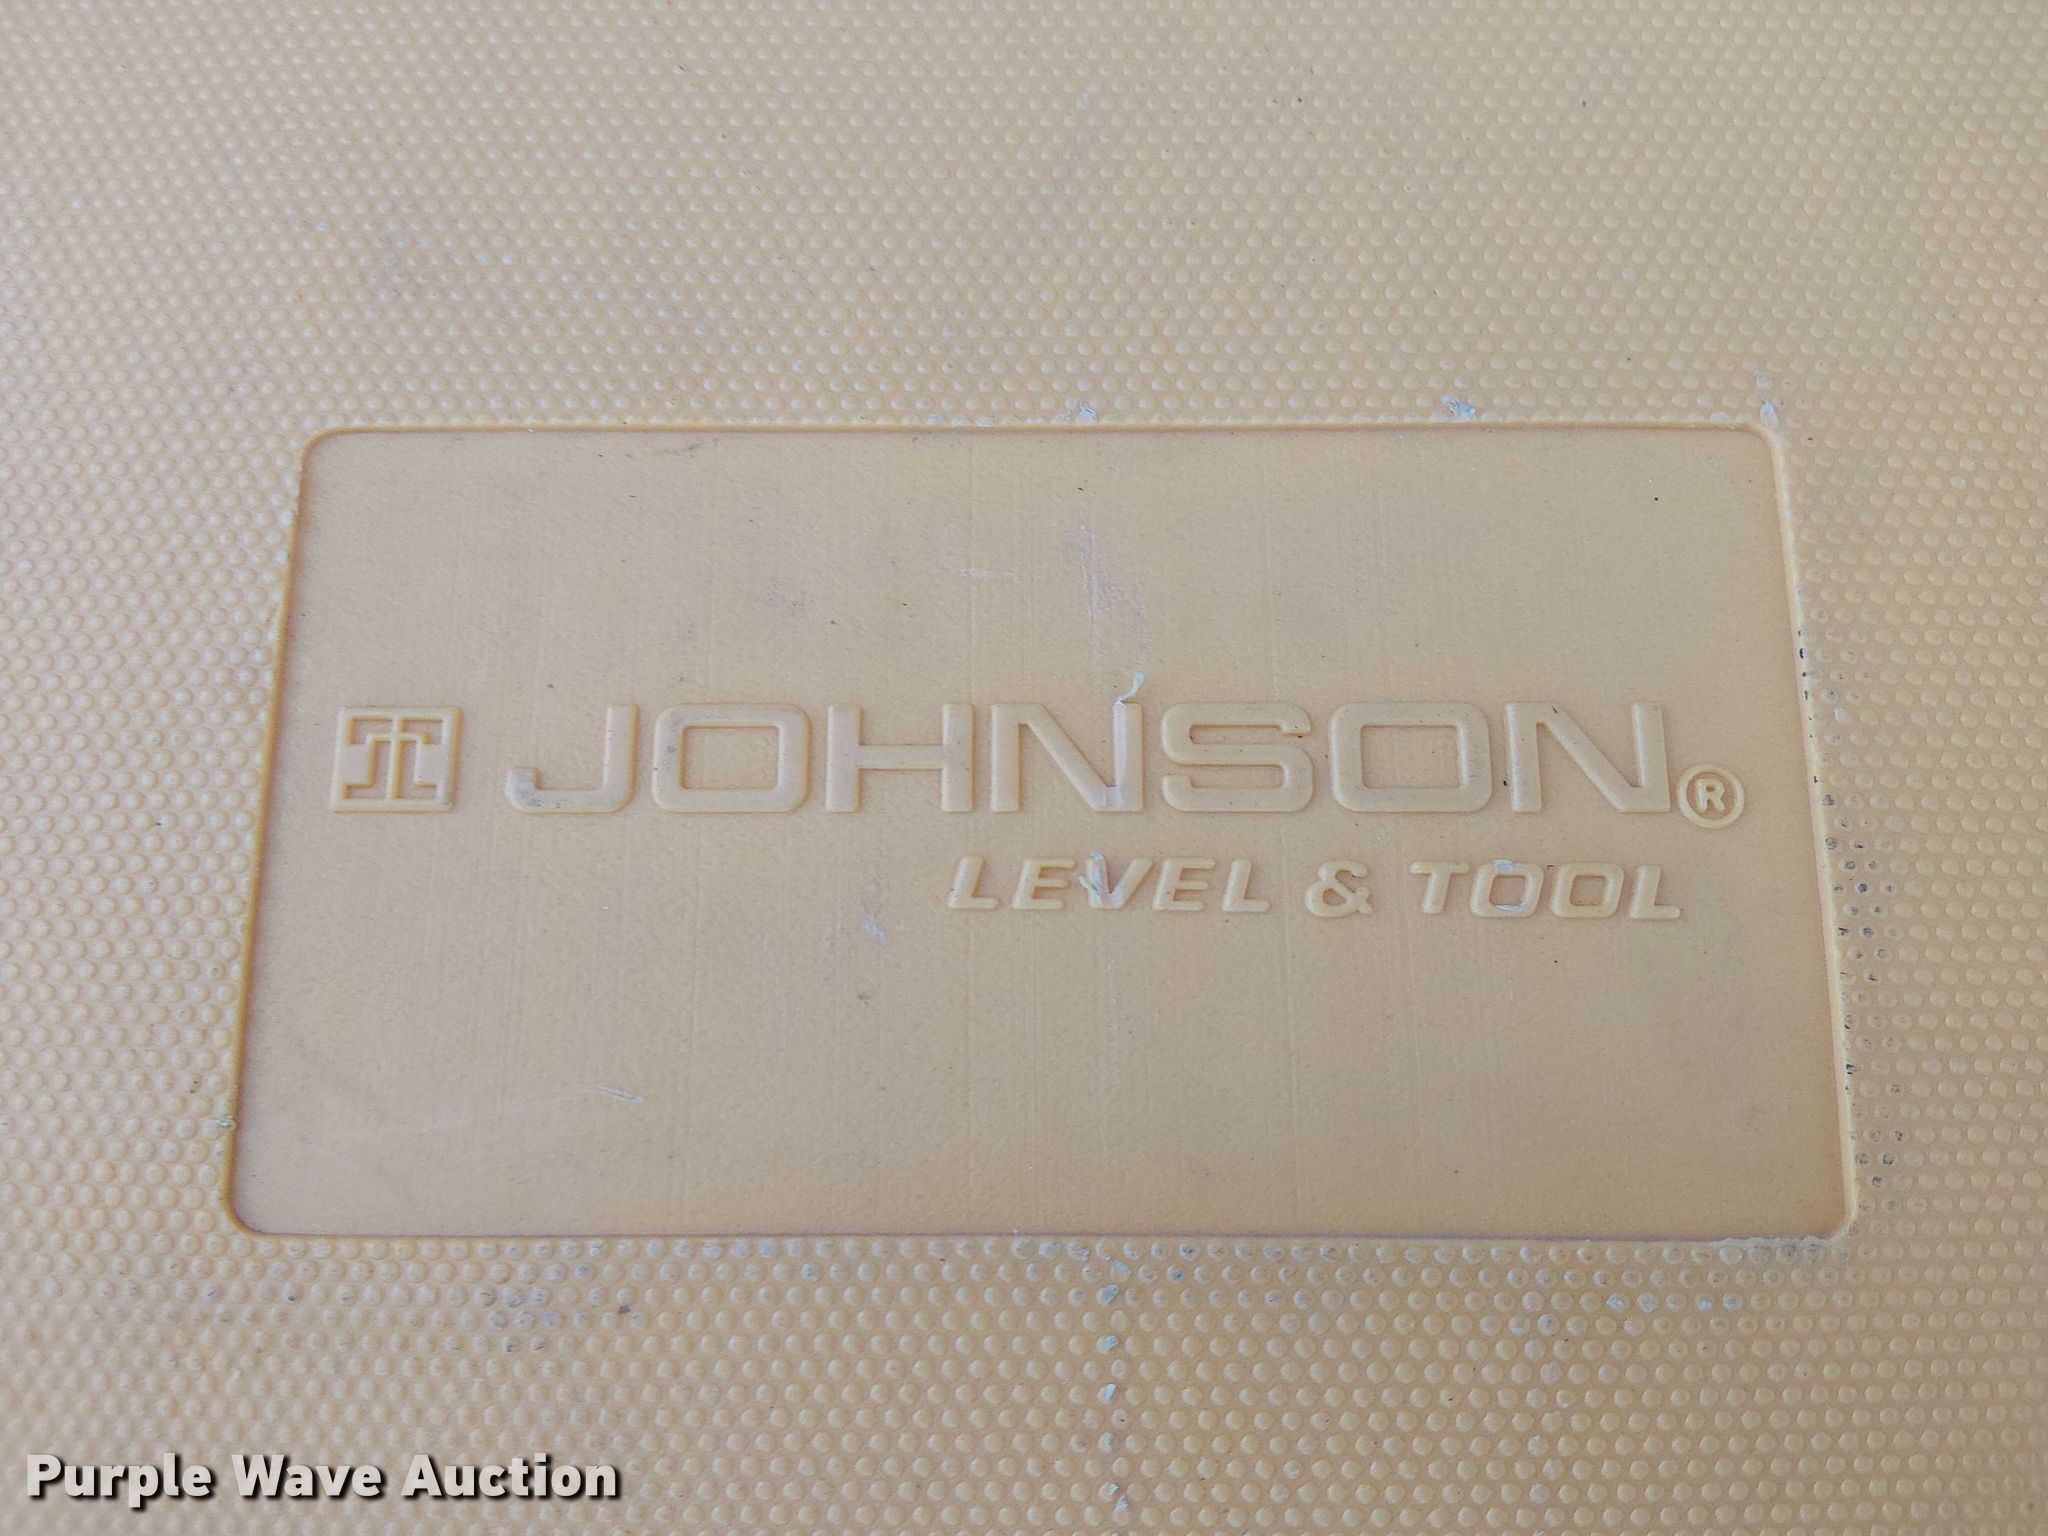 JOHNSON®
LEVEL & TOOL
Purple Wave Auction